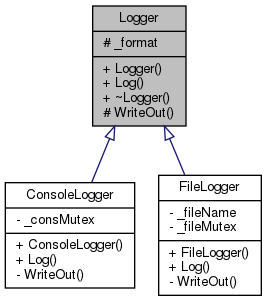 Logger
# _format
+ Logger()
+ Log()
+ ~Logger()
# WriteOut()
ConsoleLogger
- _consMutex
+ ConsoleLogger()
+ Log()
- WriteOut()
FileLogger
- _fileName
- _fileMutex
+ FileLogger()
+ Log()
- WriteOut()